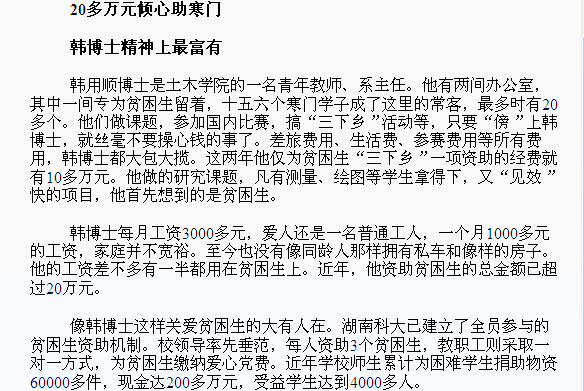 20多万元倾心助寒门
韩博士精神上最富有
韩用顺博士是土木学院的一名青年教师、系主任。他有两间办公室，
其中一间专为贫困生留着，十五六个寒门学子成了这里的常客，最多时有20
多个。他们做课题，参加国内比赛，搞“三下乡”活动等，只要“傍”上韩
博士，就丝毫不要操心钱的事了。差旅费用、生活费、参赛费用等所有费
用，韩博士都大包大揽。这两年他仅为贫困生“三下乡”一项资助的经费就
有10多万元。他做的研究课题，凡有测量、绘图等学生拿得下，又“见效”
快的项目，他首先想到的是贫困生。
韩博士每月工资3000多元，爱人还是一名普通工人，一个月1000多元
的工资，家庭并不宽裕。至今也没有像同龄人那样拥有私车和像样的房子。
他的工资差不多有一半都用在贫困生上。近年，他资助贫困生的总金额已超
过20万元。
像韩博士这样关爱贫困生的大有人在。湖南科大已建立了全员参与的
贫困生资助机制。校领导率先垂范，每人资助3个贫困生，教职工则采取一
对一方式，为贫困生缴纳爱心党费。近年学校师生累计为困难学生捐助物资
60000多件，现金达200多万元，受益学生达到4000多人。